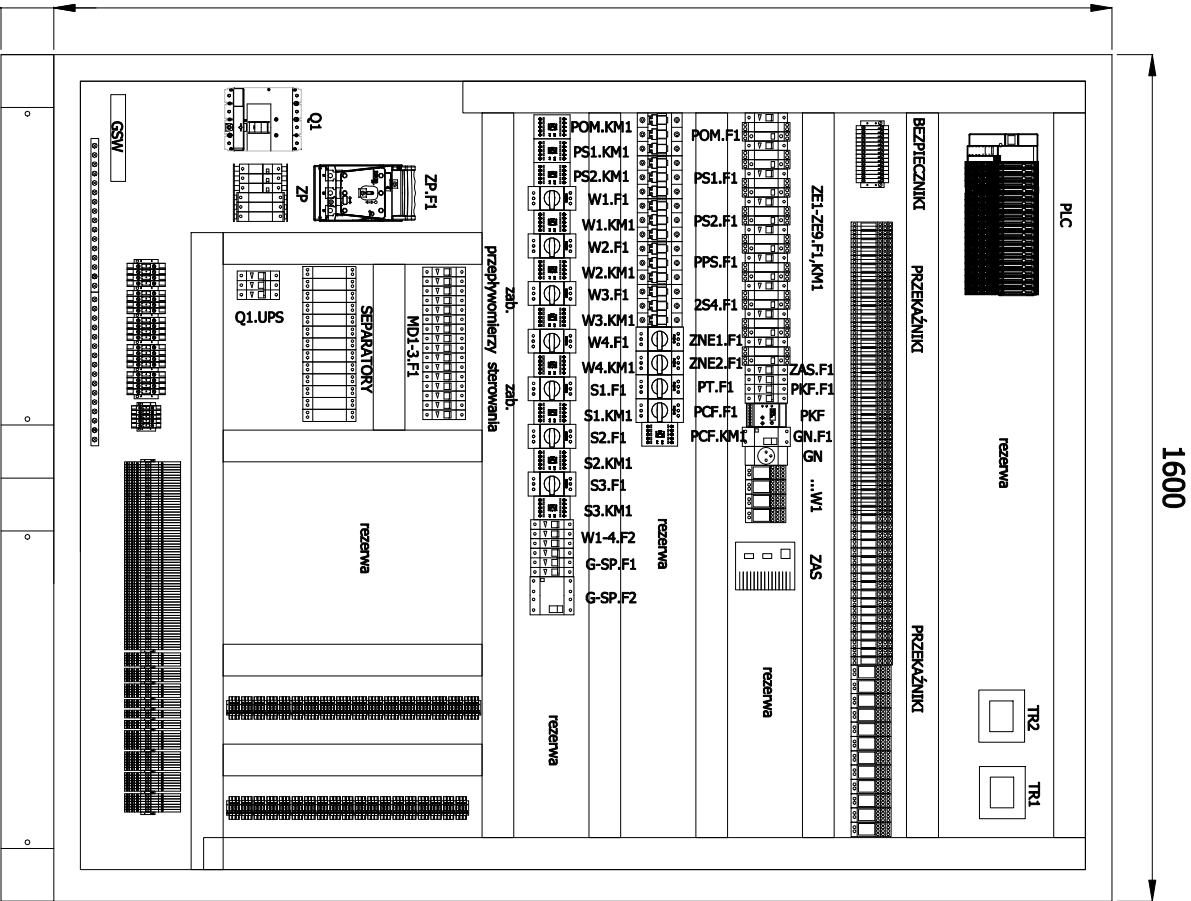 1600
PLC
rezerwa
TR2
TR1
BEZPIECZNIKI
PRZEKAŹNIKI
PRZEKAŹNIKI
ZE1-ZE9.F1,KM1
ZAS.F1
PKF.F1
PKF
GN.F1
GN
...W1
ZAS
rezerwa
POM.F1
PS1.F1
PS2.F1
PPS.F1
2S4.F1
ZNE1.F1
ZNE2.F1
PT.F1
PCF.F1
PCF.KM1
rezerwa
POM.KM1
PS1.KM1
PS2.KM1
W1.F1
W1.KM1
W2.F1
W2.KM1
W3.F1
W3.KM1
W4.F1
W4.KM1
S1.F1
S1.KM1
S2.F1
S2.KM1
S3.F1
S3.KM1
W1-4.F2
G-SP.F1
G-SP.F2
rezerwa
zab.
przepływomierzy
zab.
sterowania
ZP.F1
MD1-3.F1
SEPARATORY
rezerwa
Q1
ZP
Q1.UPS
GSW